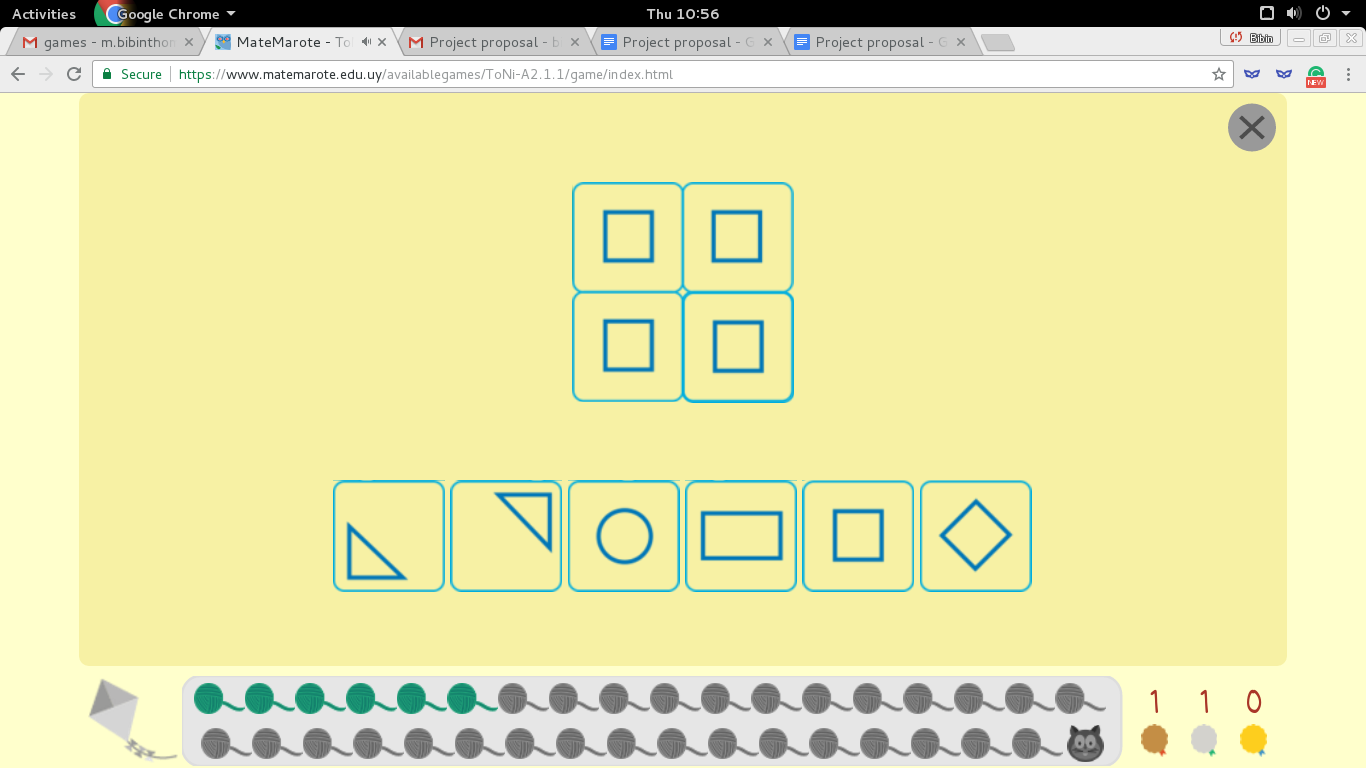 Activities Google Chrome Thu 10:56
games - m.bibinthon MateMarote - To Project proposal - b Project proposal - G Project proposal - G Bibin
Secure https://www.matemarote.edu.uy/availablegames/ToNi-A2.1.1/game/index.html NEW
1 1 0